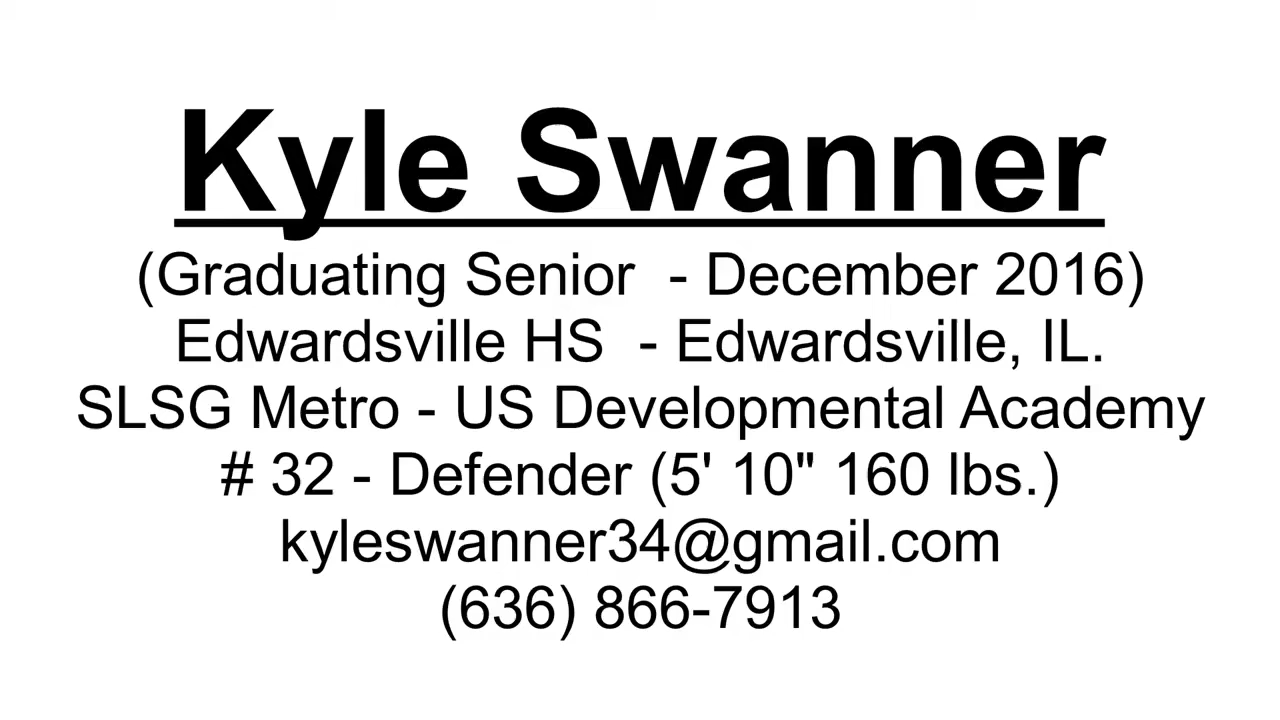 Kyle Swanner
(Graduating Senior  - December 2016)
Edwardsville HS  - Edwardsville, IL.
SLSG Metro - US Developmental Academy
# 32 - Defender (5' 10" 160 lbs.)
kyleswanner34@gmail.com
(636) 866-7913